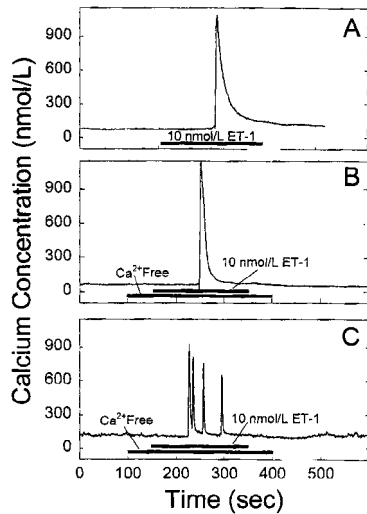 Calcium Concentration (nmol/L)
A
900
600
300
0
10 nmol/L ET-1
B
900
600
300
0
Ca2+Free
10 nmol/L ET-1
C
900
600
300
0
Ca2+Free
10 nmol/L ET-1
0 100 200 300 400 500
Time (sec)